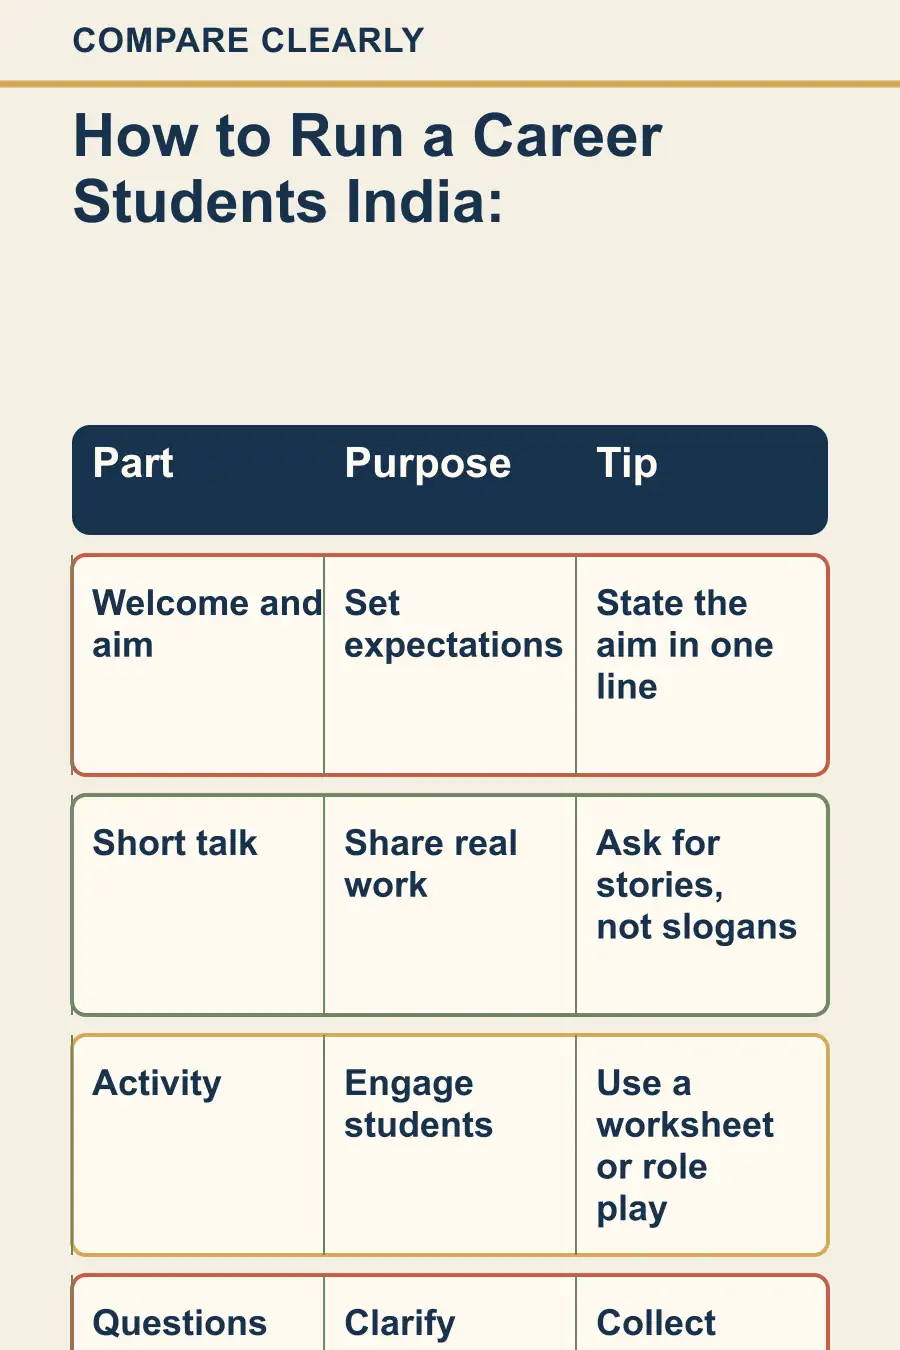 COMPARE CLEARLY
How to Run a Career
Students India:
Part Purpose Tip
Welcome and
aim
Set
expectations
State the
aim in one
line
Short talk
Share real
work
Ask for
stories,
not slogans
Activity
Engage
students
Use a
worksheet
or role
play
Questions
Clarify
Collect